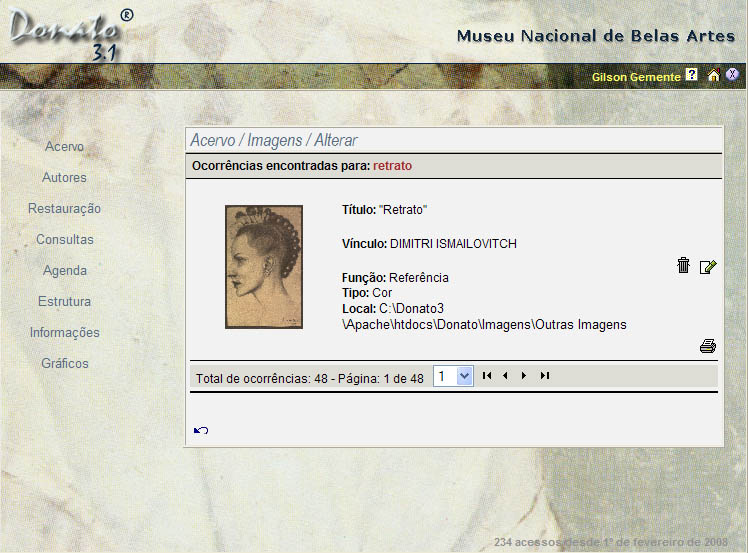 Donato ®
3.1
Museu Nacional de Belas Artes
Gilson Gemente ? X
Acervo
Autores
Restauração
Consultas
Agenda
Estrutura
Informações
Gráficos
Acervo / Imagens / Alterar
Ocorrências encontradas para: retrato
Título: "Retrato"
Vínculo: DIMITRI ISMAILOVITCH
Função: Referência
Tipo: Cor
Local: C:\Donato3
\Apache\htdocs\Donato\Imagens\Outras Imagens
Total de ocorrências: 48 - Página: 1 de 48 1
234 acessos desde 1º de fevereiro de 2008